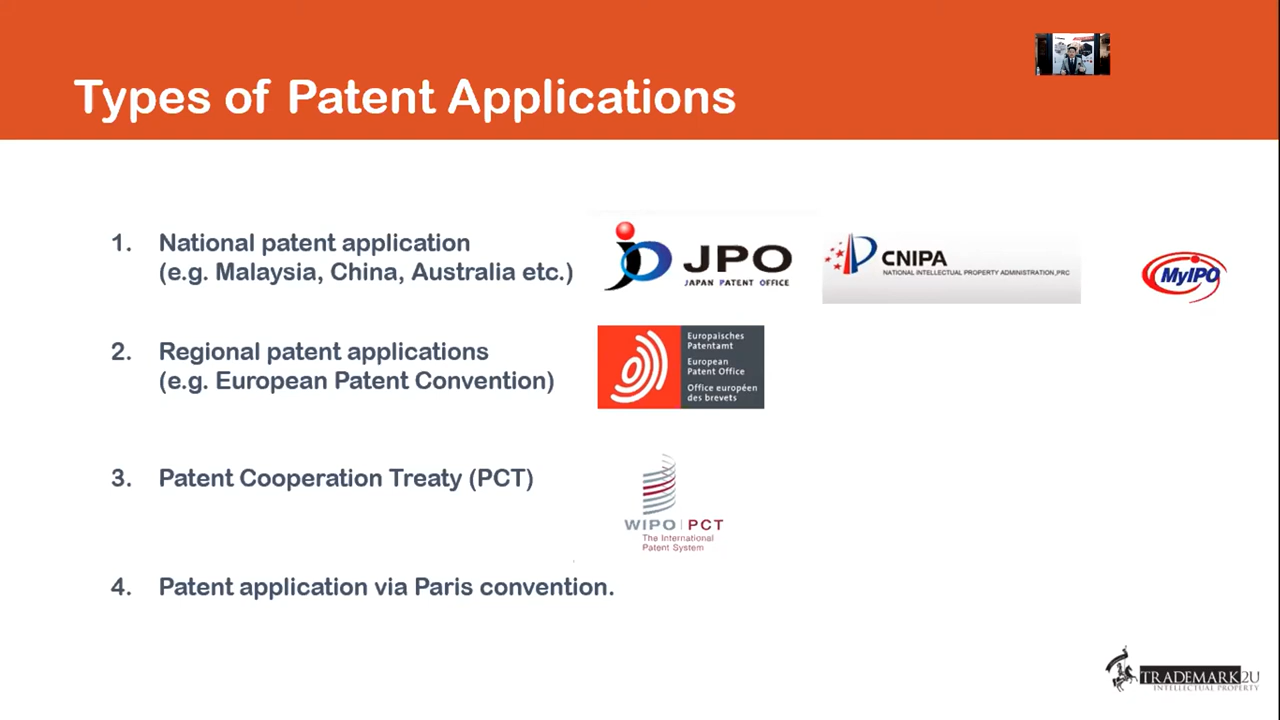 Types of Patent Applications
1. National patent application
(e.g. Malaysia, China, Australia etc.)
JPO
JAPAN PATENT OFFICE
CNIPA
NATIONAL INTELLECTUAL PROPERTY ADMINISTRATION, PRC
MyIPO
2. Regional patent applications
(e.g. European Patent Convention)
Europäisches
Patentamt
European
Patent Office
Office européen
des brevets
3. Patent Cooperation Treaty (PCT)
WIPO | PCT
The International
Patent System
4. Patent application via Paris convention.
TRADEMARK2U
INTELLECTUAL PROPERTY